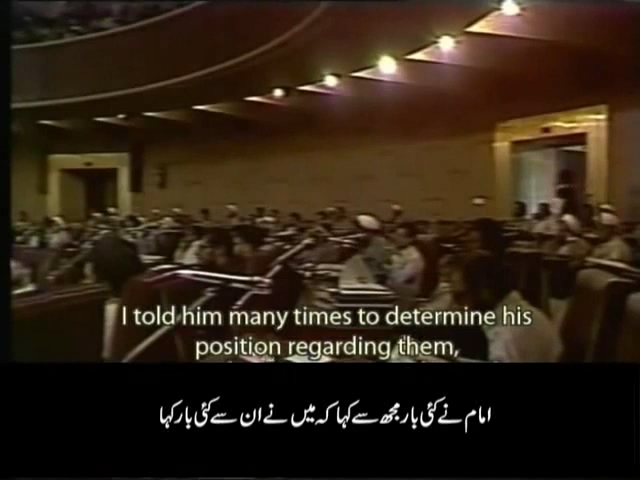 I told him many times to determine his
position regarding them,
امام نے کئی بار مجھ سے کہا کہ میں نے ان سے کئی بار کہا